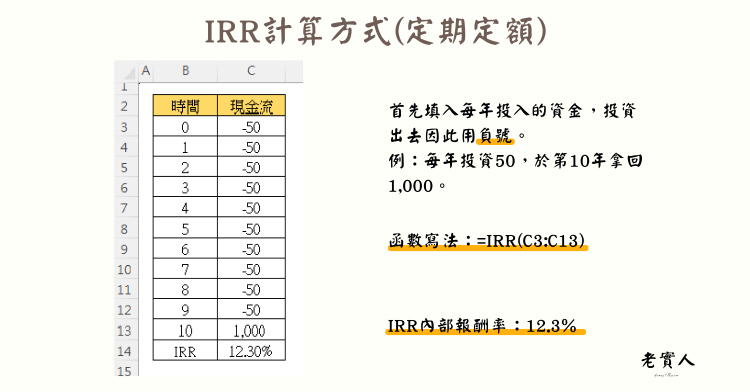 IRR計算方式(定期定額)
A B C
1
2 時間 現金流
3 0 -50
4 1 -50
5 2 -50
6 3 -50
7 4 -50
8 5 -50
9 6 -50
10 7 -50
11 8 -50
12 9 -50
13 10 1,000
14 IRR 12.30%
15
首先填入每年投入的資金，投資
出去因此用負號。
例：每年投資50，於第10年拿回
1,000。
函數寫法：=IRR(C3:C13)
IRR內部報酬率：12.3%
老實人